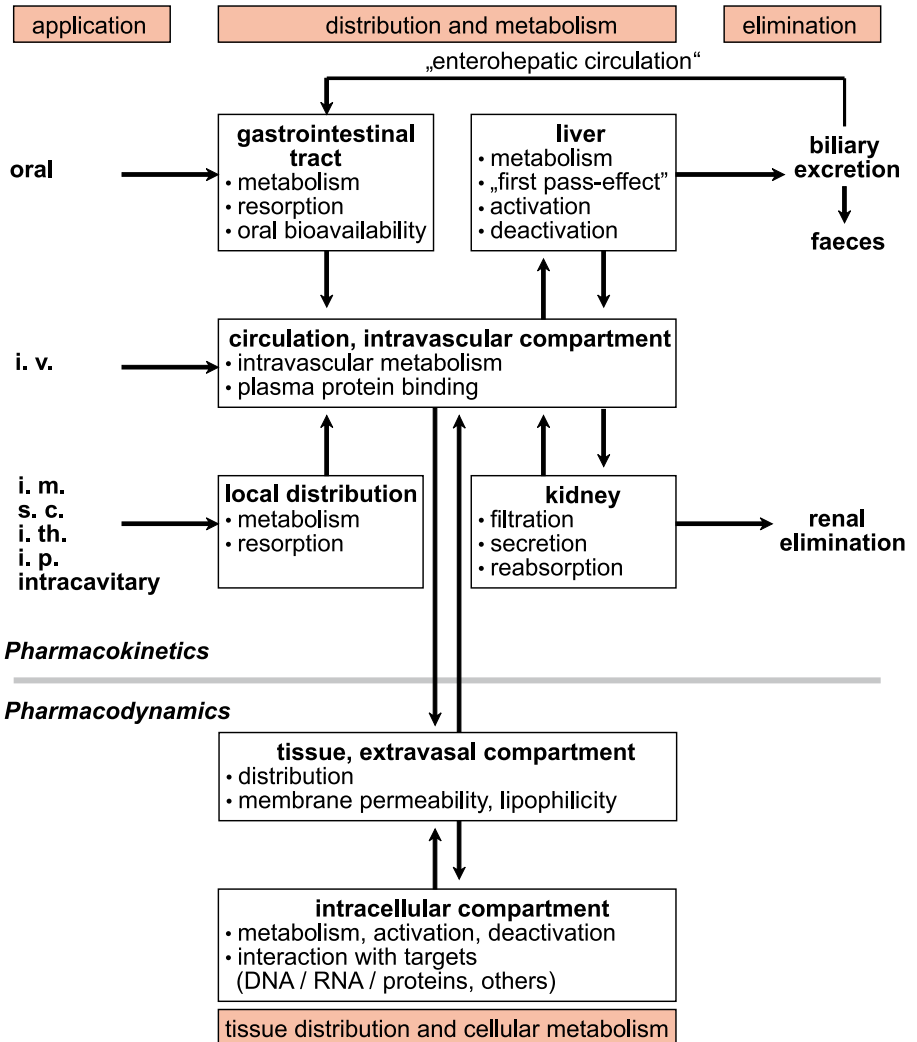 application
distribution and metabolism
elimination
„enterohepatic circulation“
oral
gastrointestinal
tract
• metabolism
• resorption
• oral bioavailability
liver
• metabolism
• „first pass-effect”
• activation
• deactivation
biliary
excretion
faeces
i. v.
circulation, intravascular compartment
• intravascular metabolism
• plasma protein binding
i. m.
s. c.
i. th.
i. p.
intracavitary
local distribution
• metabolism
• resorption
kidney
• filtration
• secretion
• reabsorption
renal
elimination
Pharmacokinetics
Pharmacodynamics
tissue, extravasal compartment
• distribution
• membrane permeability, lipophilicity
intracellular compartment
• metabolism, activation, deactivation
• interaction with targets
(DNA / RNA / proteins, others)
tissue distribution and cellular metabolism